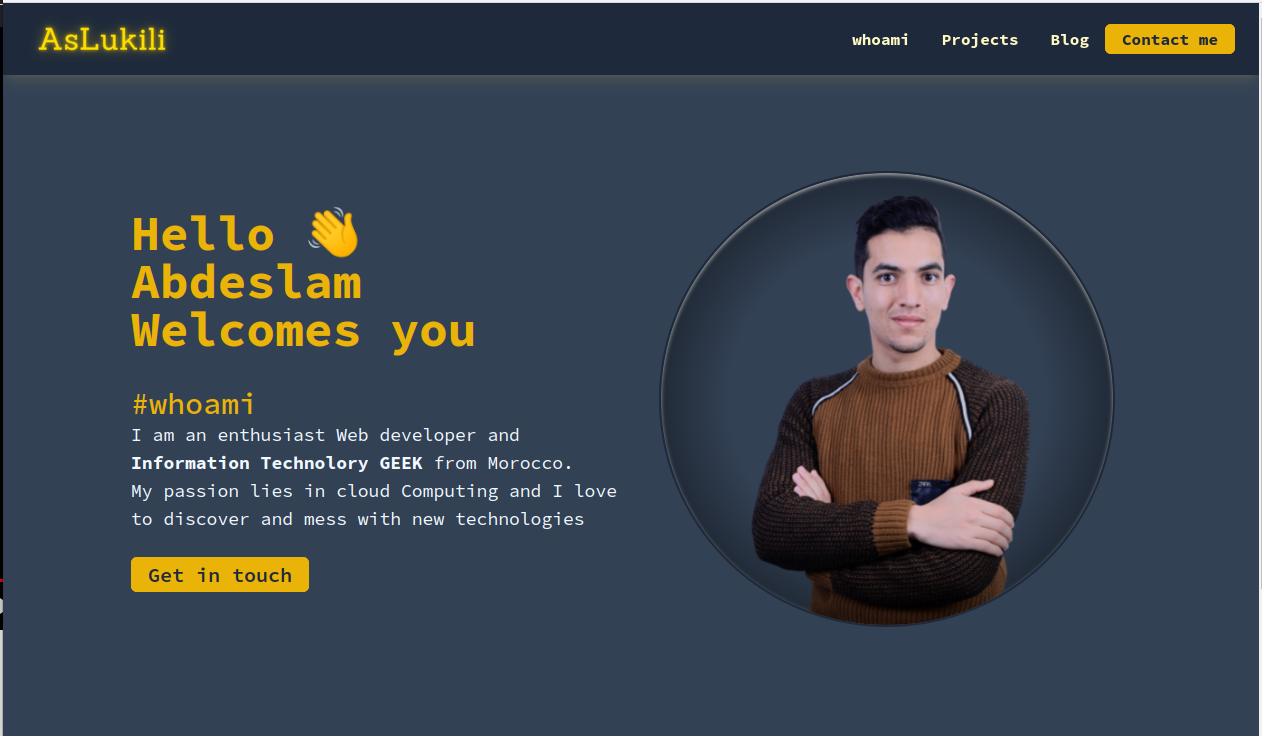 AsLukili
whoami Projects Blog Contact me
Hello 👋
Abdeslam
Welcomes you
#whoami
I am an enthusiast Web developer and
Information Technolory GEEK from Morocco.
My passion lies in cloud Computing and I love
to discover and mess with new technologies
Get in touch